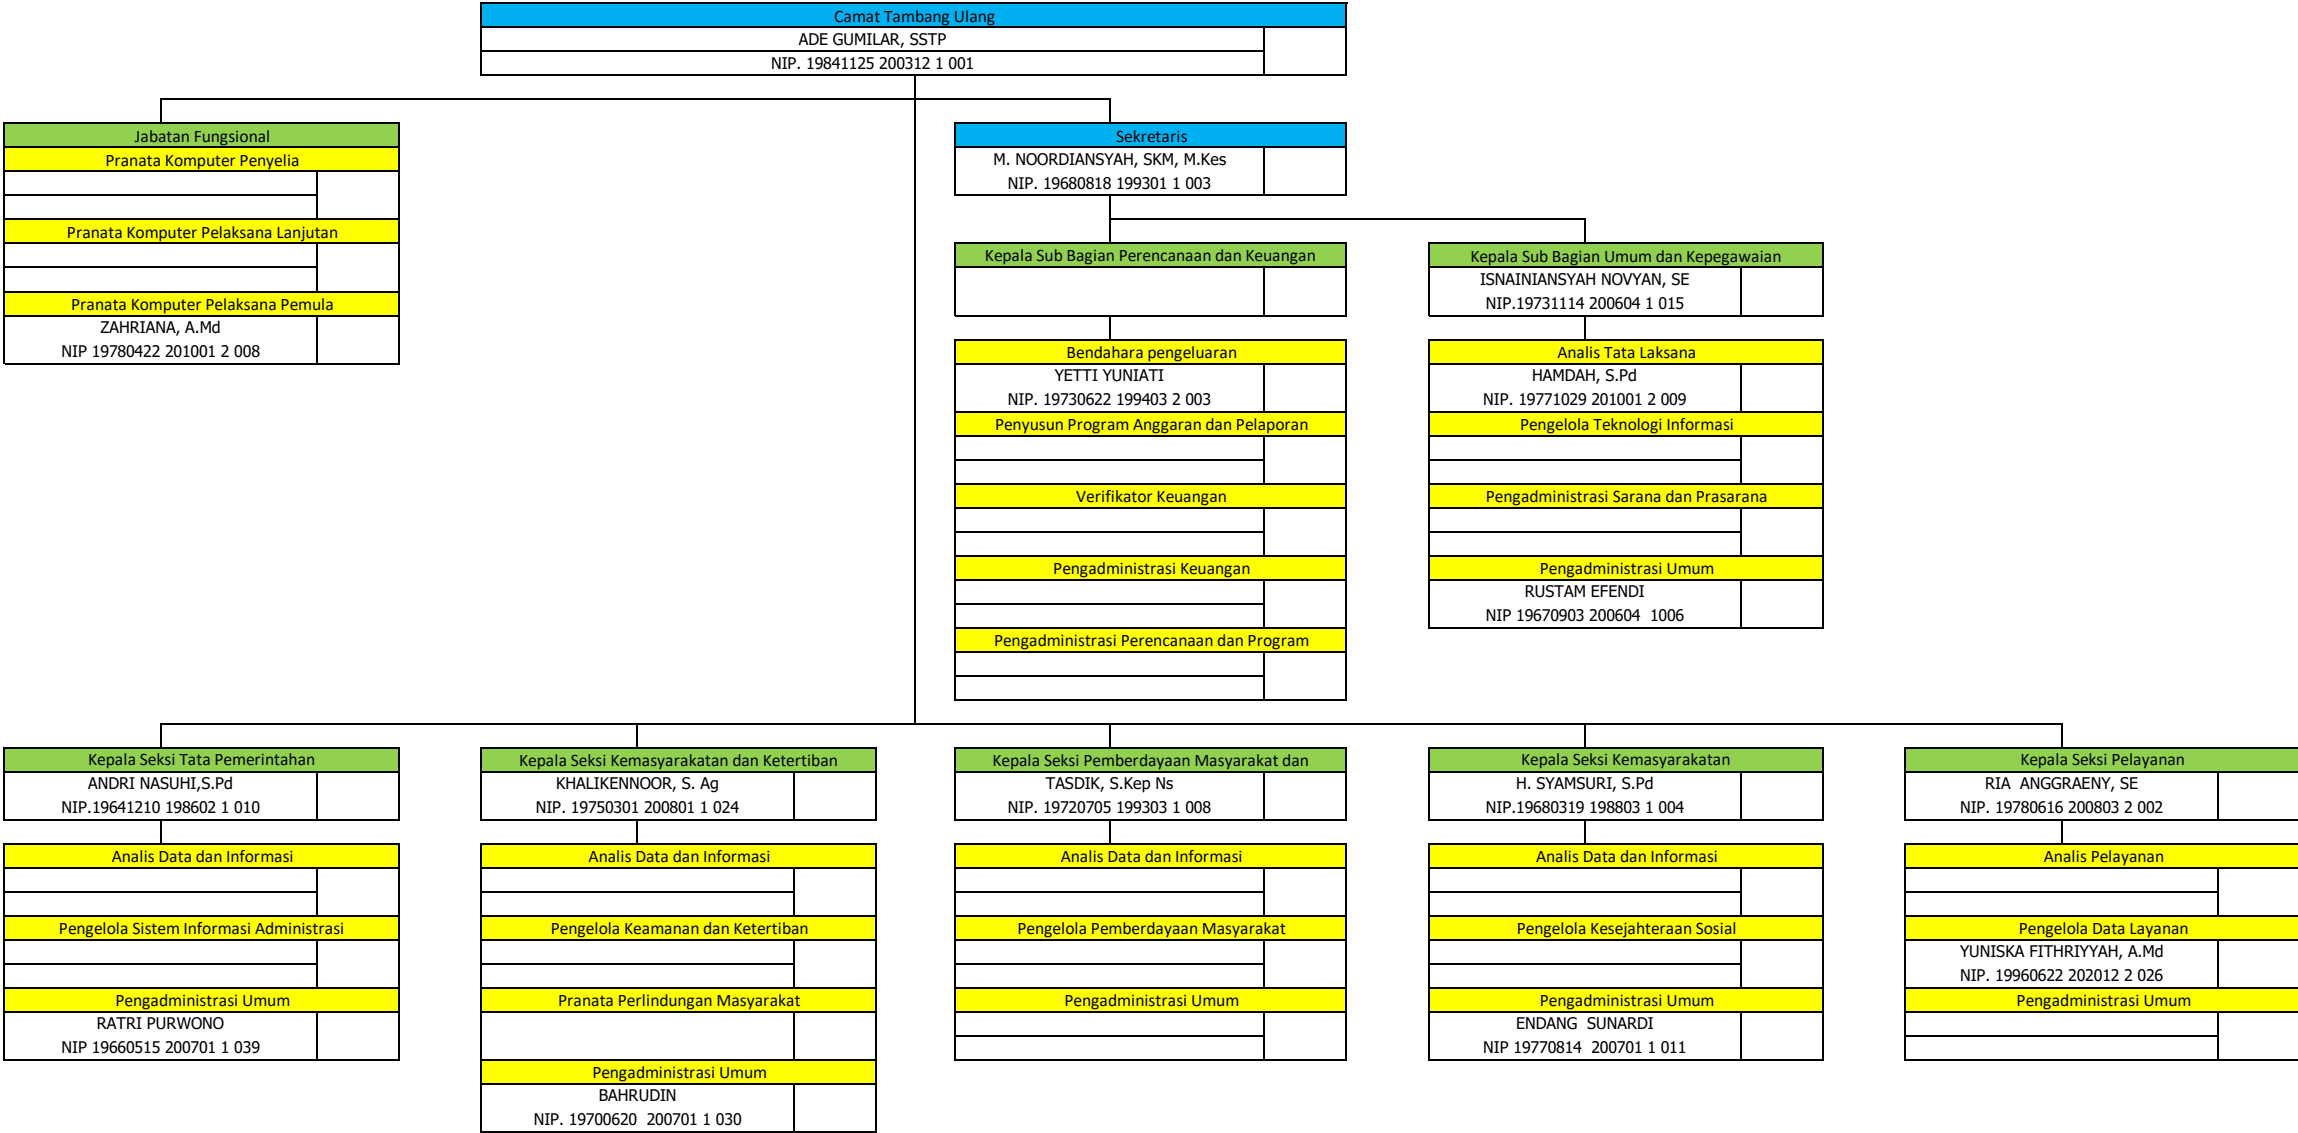 Camat Tambang Ulang
ADE GUMILAR, SSTP
NIP. 19841125 200312 1 001
Jabatan Fungsional
Pranata Komputer Penyelia
Pranata Komputer Pelaksana Lanjutan
Pranata Komputer Pelaksana Pemula
ZAHRIANA, A.Md
NIP 19780422 201001 2 008
Sekretaris
M. NOORDIANSYAH, SKM, M.Kes
NIP. 19680818 199301 1 003
Kepala Sub Bagian Perencanaan dan Keuangan
Bendahara pengeluaran
YETTI YUNIATI
NIP. 19730622 199403 2 003
Penyusun Program Anggaran dan Pelaporan
Verifikator Keuangan
Pengadministrasi Keuangan
Pengadministrasi Perencanaan dan Program
Kepala Sub Bagian Umum dan Kepegawaian
ISNAINIANSYAH NOVYAN, SE
NIP.19731114 200604 1 015
Analis Tata Laksana
HAMDAH, S.Pd
NIP. 19771029 201001 2 009
Pengelola Teknologi Informasi
Pengadministrasi Sarana dan Prasarana
Pengadministrasi Umum
RUSTAM EFENDI
NIP 19670903 200604 1006
Kepala Seksi Tata Pemerintahan
ANDRI NASUHI,S.Pd
NIP.19641210 198602 1 010
Analis Data dan Informasi
Pengelola Sistem Informasi Administrasi
Pengadministrasi Umum
RATRI PURWONO
NIP 19660515 200701 1 039
Kepala Seksi Kemasyarakatan dan Ketertiban
KHALIKENNOOR, S. Ag
NIP. 19750301 200801 1 024
Analis Data dan Informasi
Pengelola Keamanan dan Ketertiban
Pranata Perlindungan Masyarakat
Pengadministrasi Umum
BAHRUDIN
NIP. 19700620 200701 1 030
Kepala Seksi Pemberdayaan Masyarakat dan
TASDIK, S.Kep Ns
NIP. 19720705 199303 1 008
Analis Data dan Informasi
Pengelola Pemberdayaan Masyarakat
Pengadministrasi Umum
Kepala Seksi Kemasyarakatan
H. SYAMSURI, S.Pd
NIP.19680319 198803 1 004
Analis Data dan Informasi
Pengelola Kesejahteraan Sosial
Pengadministrasi Umum
ENDANG SUNARDI
NIP 19770814 200701 1 011
Kepala Seksi Pelayanan
RIA ANGGRAENY, SE
NIP. 19780616 200803 2 002
Analis Pelayanan
Pengelola Data Layanan
YUNISKA FITHRIYYAH, A.Md
NIP. 19960622 202012 2 026
Pengadministrasi Umum